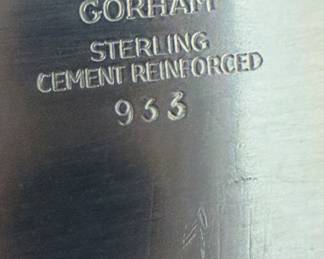 GORHAM
STERLING
CEMENT REINFORCED
933